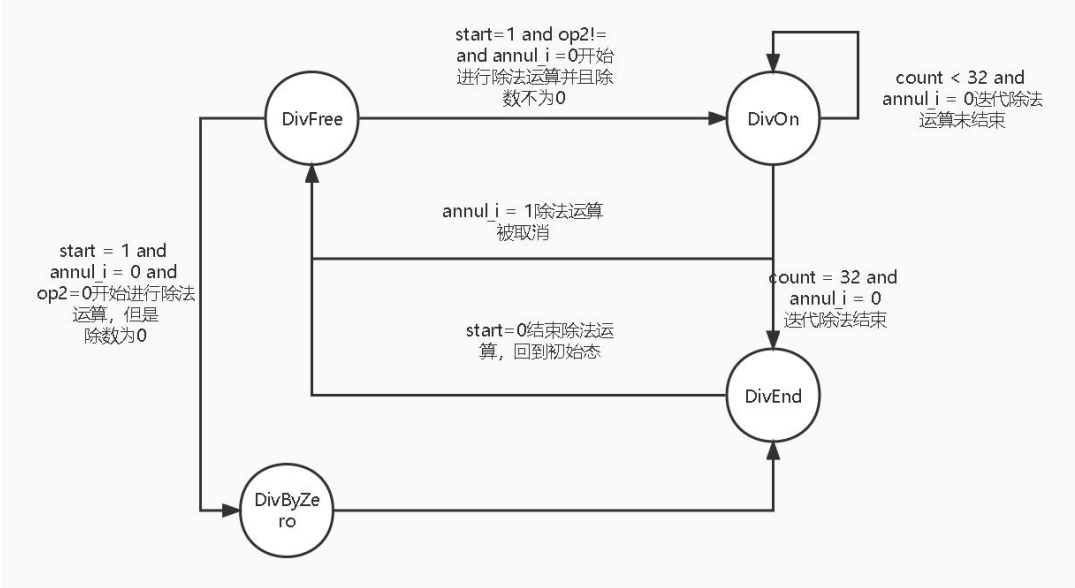 start=1 and op2!=
and annul_i =0开始
进行除法运算并且除
数不为0
DivFree
DivOn
count < 32 and
annul_i = 0迭代除法
运算未结束
annul_i = 1除法运算
被取消
start = 1 and
annul_i = 0 and
op2=0开始进行除法
运算，但是
除数为0
count = 32 and
annul_i = 0
迭代除法结束
start=0结束除法运
算，回到初始态
DivEnd
DivByZe
ro